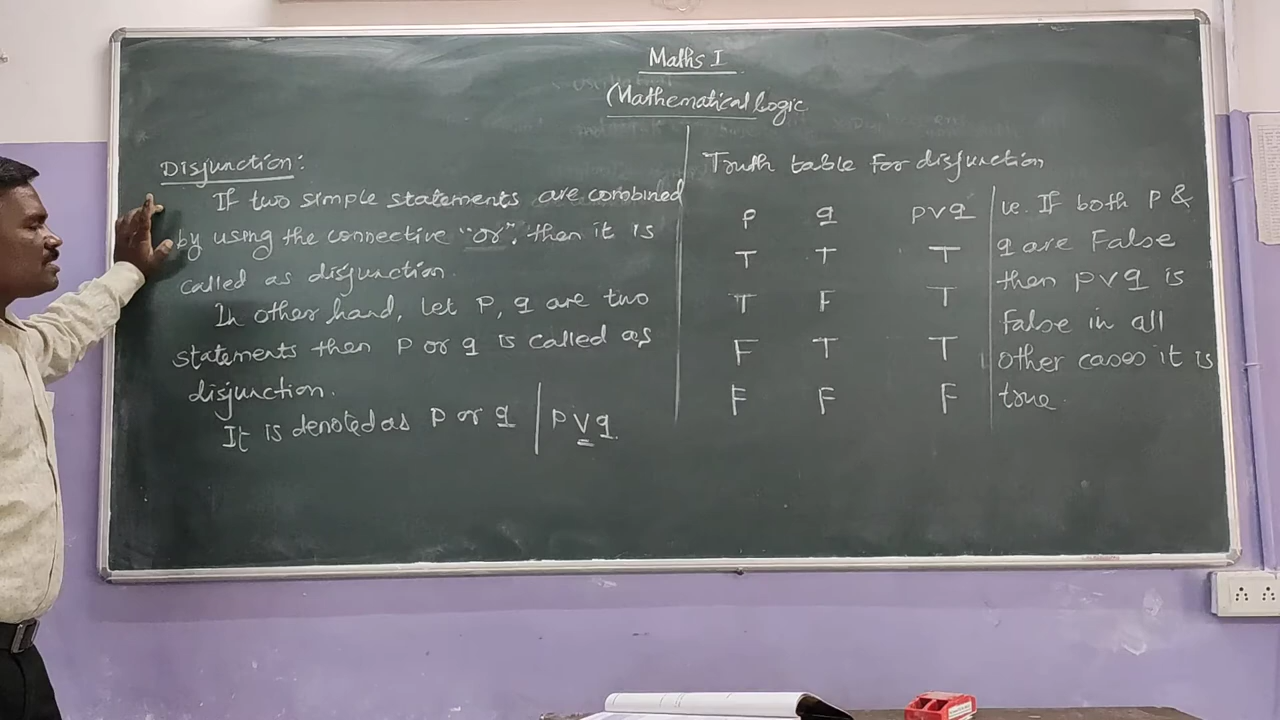 Maths I
(Mathematical Logic
Disjunction:
If two simple statements are combined
by using the connective "or", then it is
called as disjunction.
In other hand, let P, q are two
statements then P or q is called as
disjunction.
It is denoted as P or q | P ∨ q.
Truth table For disjunction
P q P∨q
T T T
T F T
F T T
F F F
ie. If both P &
q are False
then P∨q is
False in all
other cases it is
true.